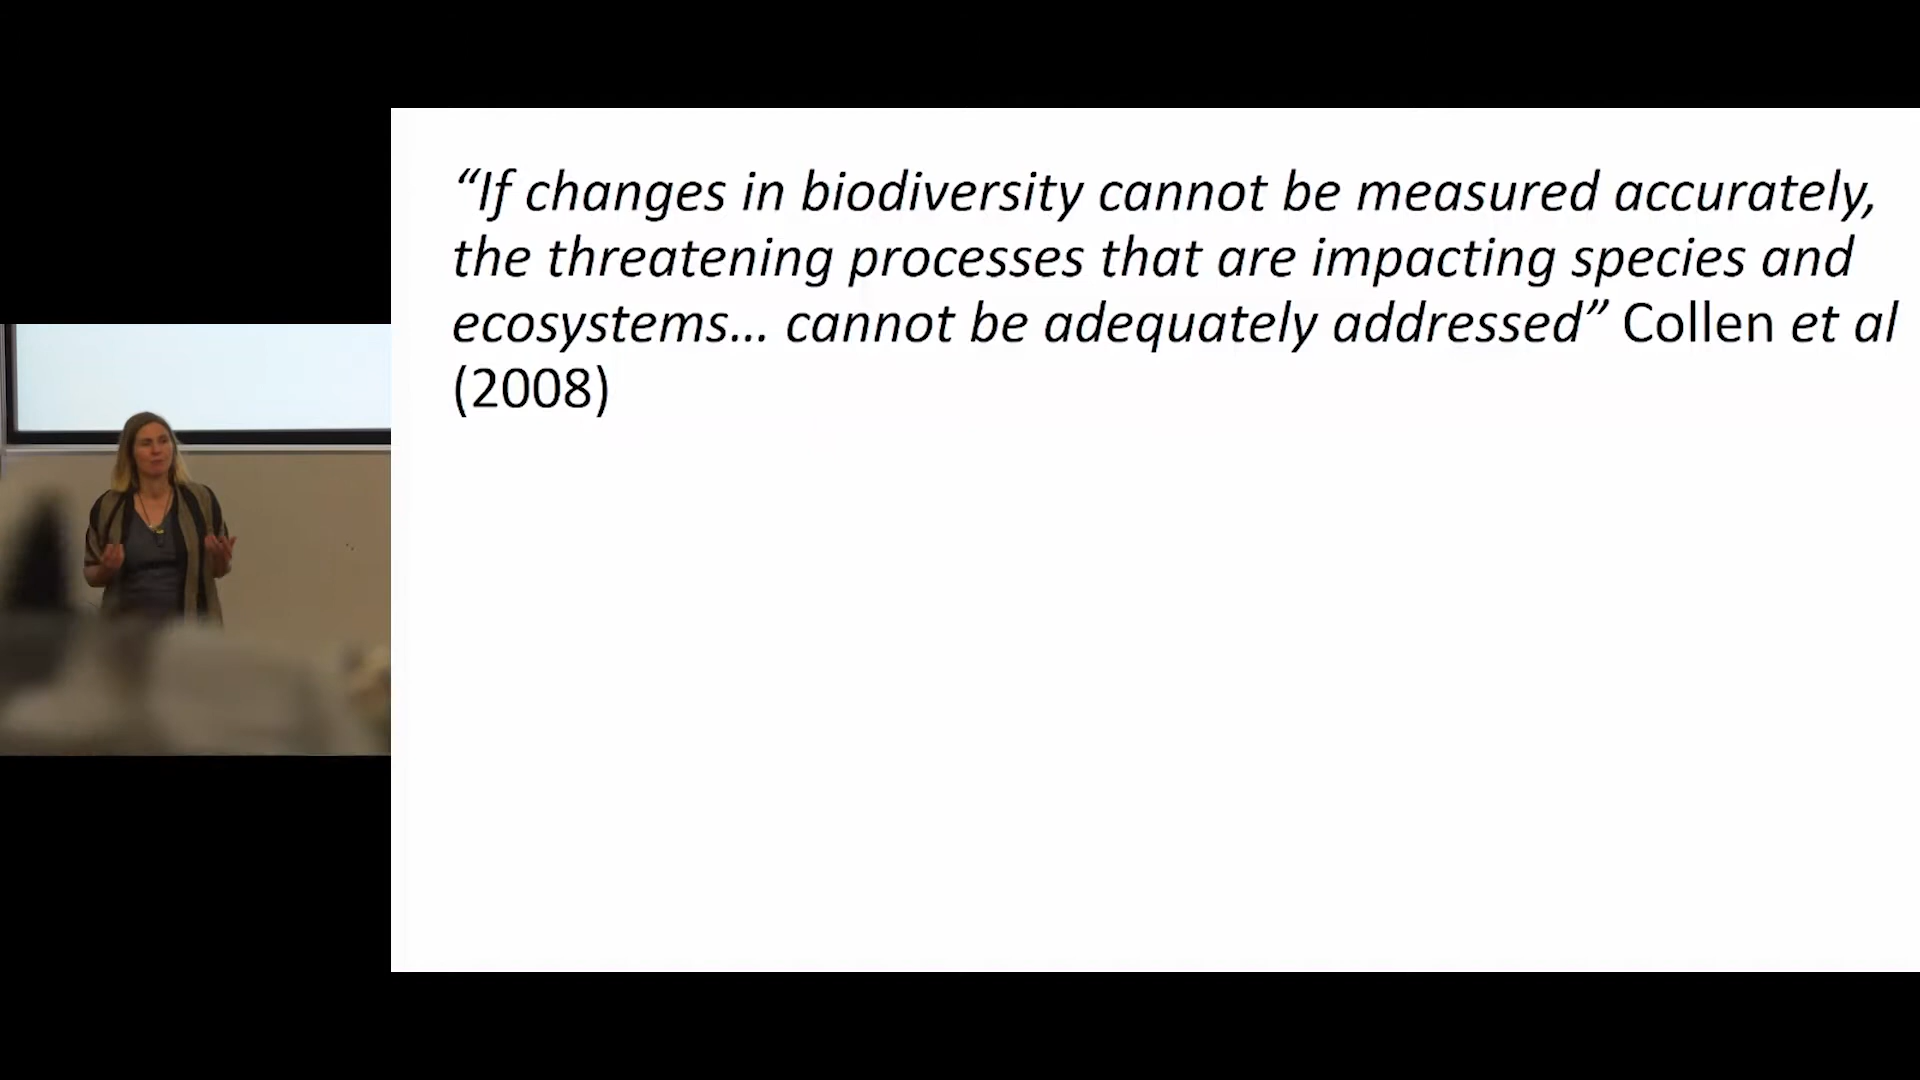 “If changes in biodiversity cannot be measured accurately,
the threatening processes that are impacting species and
ecosystems… cannot be adequately addressed” Collen et al
(2008)